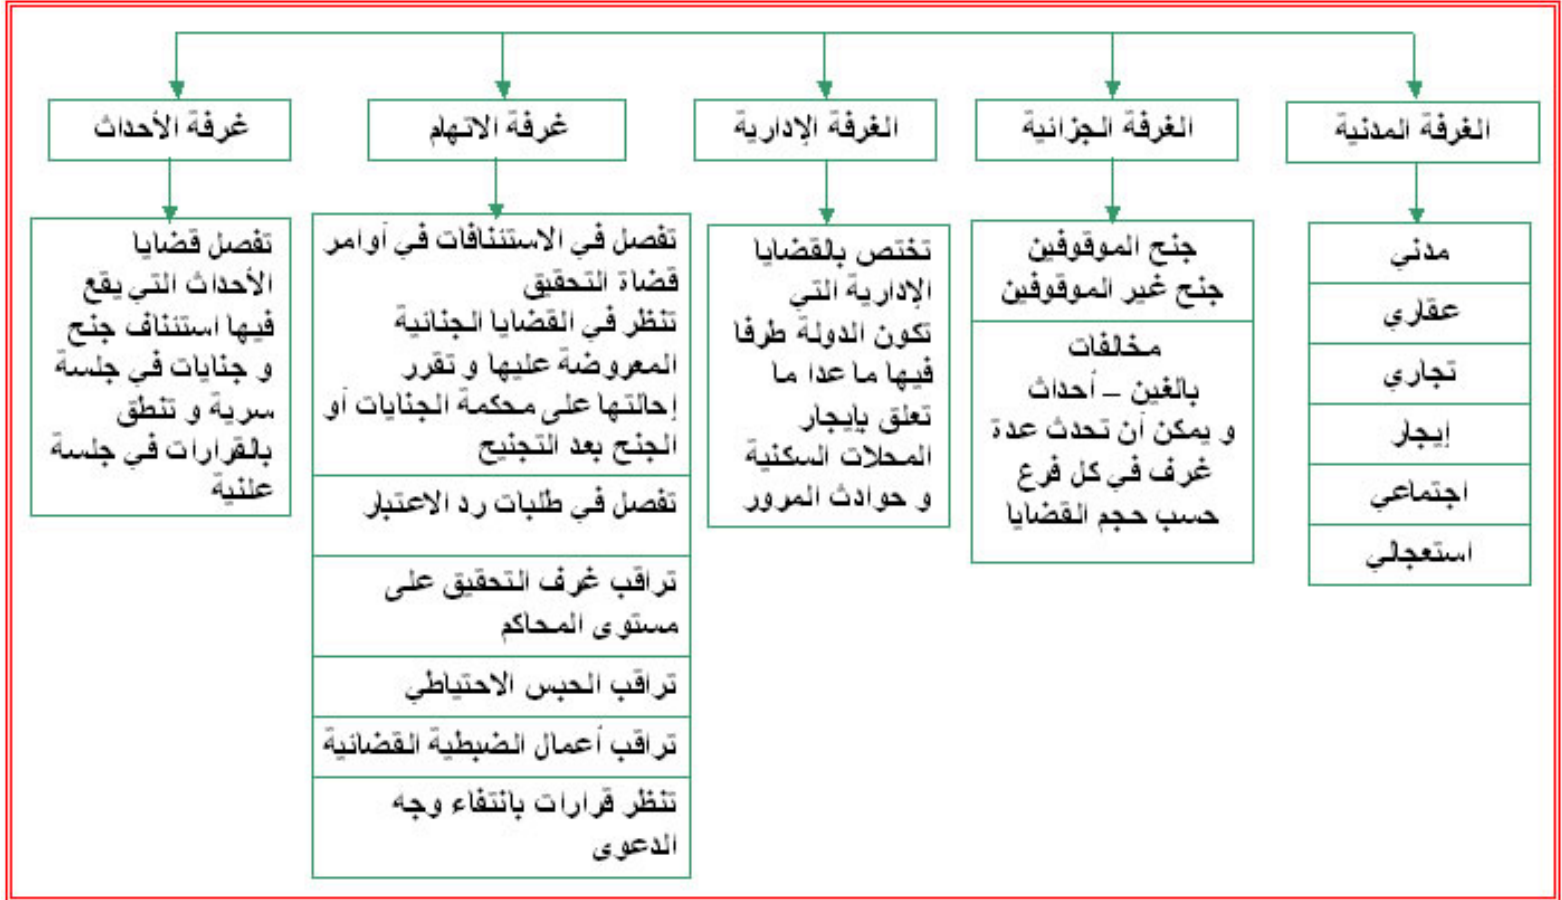 الغرفة المدنية
الغرفة الجزائية
الغرفة الإدارية
غرفة الاتهام
غرفة الأحداث
مدني
عقاري
تجاري
إيجار
اجتماعي
استعجالي
جنح الموقوفين
جنح غير الموقوفين
مخالفات
بالغين – أحداث
و يمكن أن تحدث عدة
غرف في كل فرع
حسب حجم القضايا
تختص بالقضايا
الإدارية التي
تكون الدولة طرفا
فيها ما عدا ما
تعلق بإيجار
المحلات السكنية
و حوادث المرور
تفصل في الاستئنافات في أوامر
قضاة التحقيق
تنظر في القضايا الجنائية
المعروضة عليها و تقرر
إحالتها على محكمة الجنايات أو
الجنح بعد التجنيح
تفصل في طلبات رد الاعتبار
تراقب غرف التحقيق على
مستوى المحاكم
تراقب الحبس الاحتياطي
تراقب أعمال الضبطية القضائية
تنظر قرارات بانتفاء وجه
الدعوى
تفصل قضايا
الأحداث التي يقع
فيها استئناف جنح
و جنايات في جلسة
سرية و تنطق
بالقرارات في جلسة
علنية